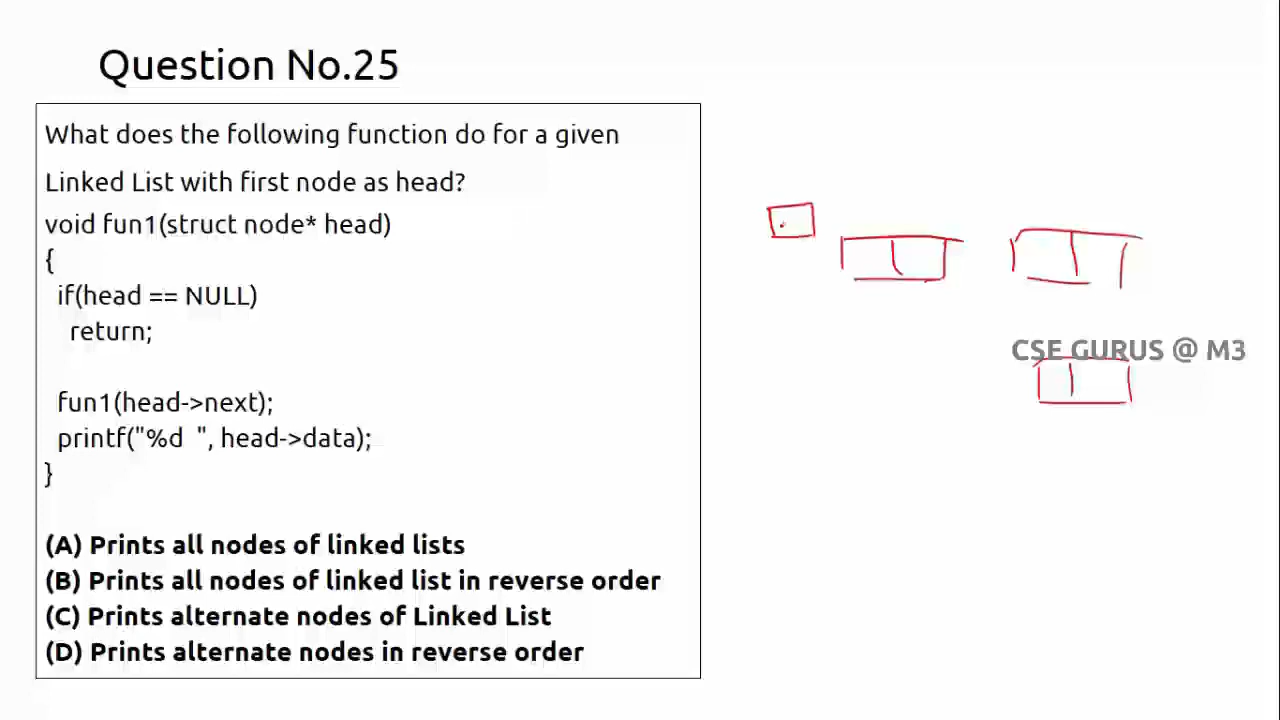 Question No.25
What does the following function do for a given
Linked List with first node as head?
void fun1(struct node* head)
{
if(head == NULL)
return;
fun1(head->next);
printf("%d  ", head->data);
}
(A) Prints all nodes of linked lists
(B) Prints all nodes of linked list in reverse order
(C) Prints alternate nodes of Linked List
(D) Prints alternate nodes in reverse order
CSE GURUS @ M3